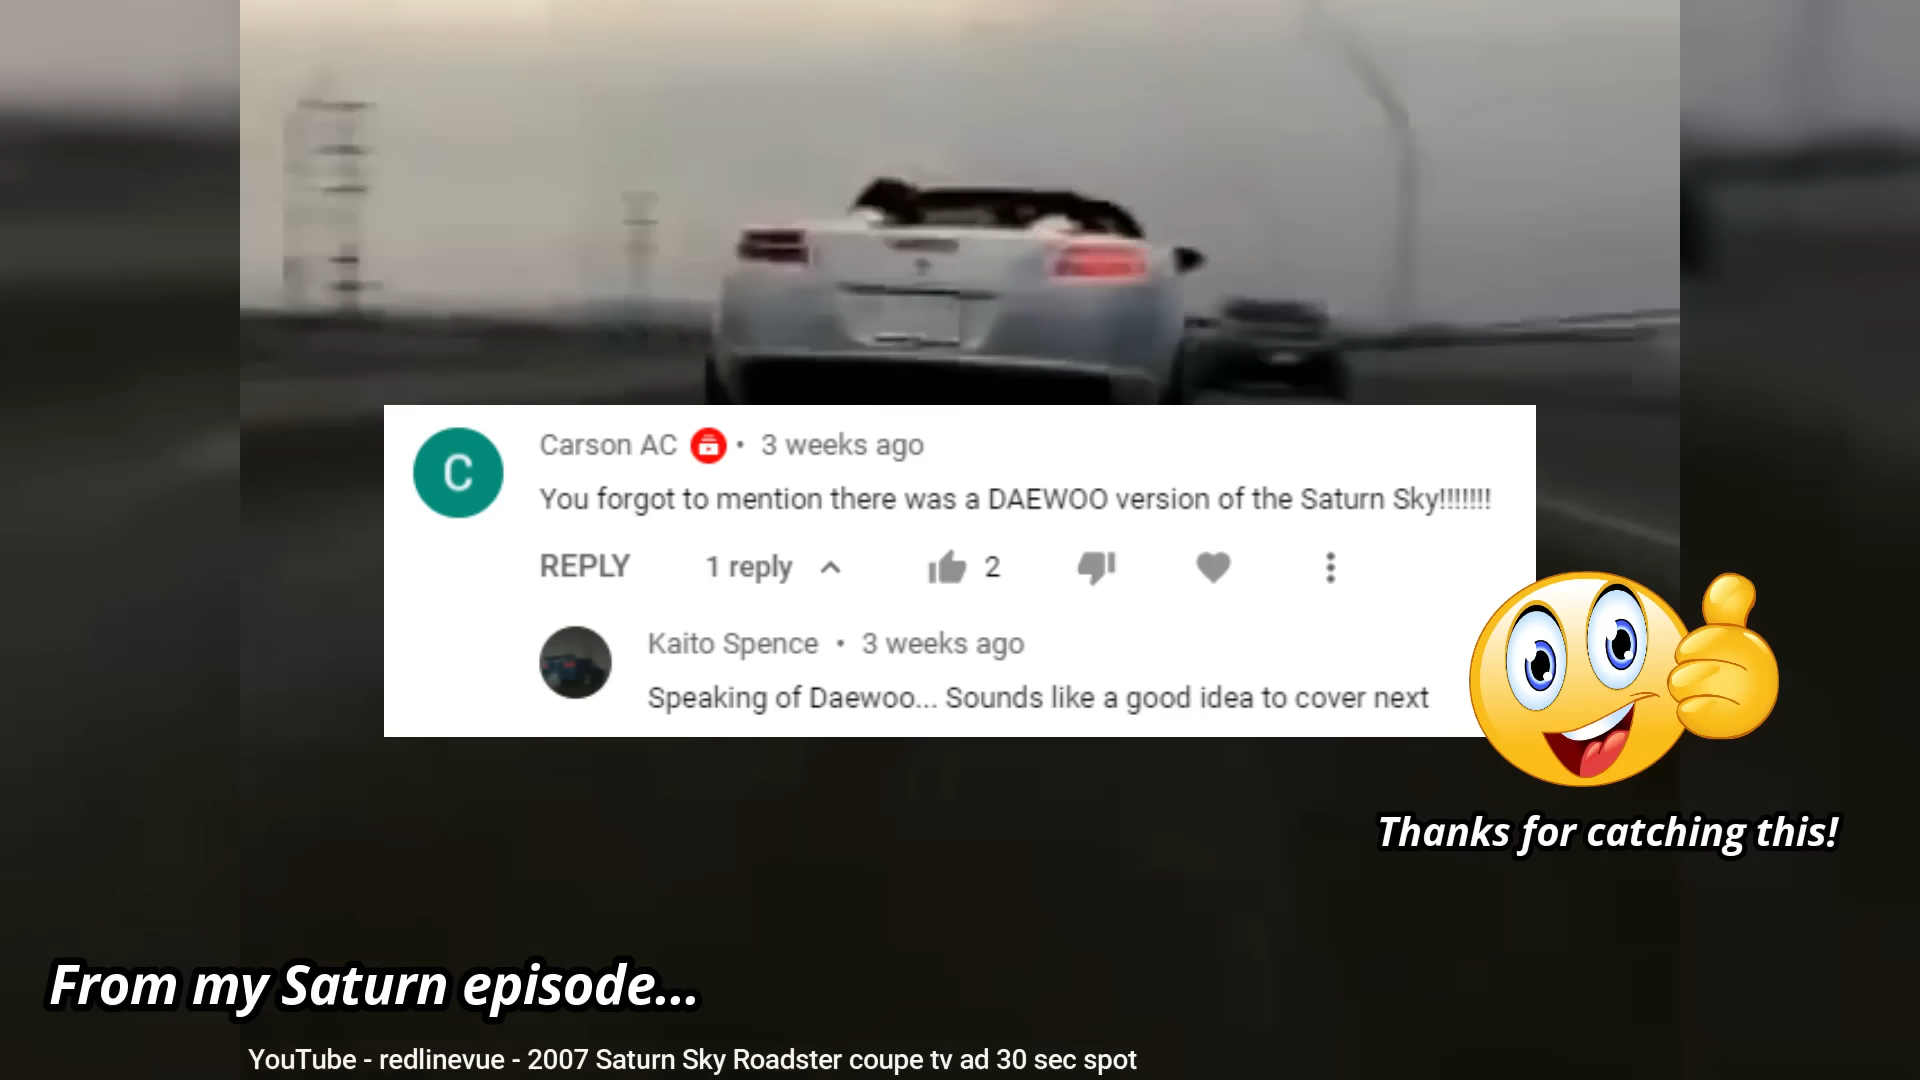 C
Carson AC • 3 weeks ago
You forgot to mention there was a DAEWOO version of the Saturn Sky!!!!!!!
REPLY 1 reply 2
Kaito Spence • 3 weeks ago
Speaking of Daewoo... Sounds like a good idea to cover next
Thanks for catching this!
From my Saturn episode...
YouTube - redlinevue - 2007 Saturn Sky Roadster coupe tv ad 30 sec spot